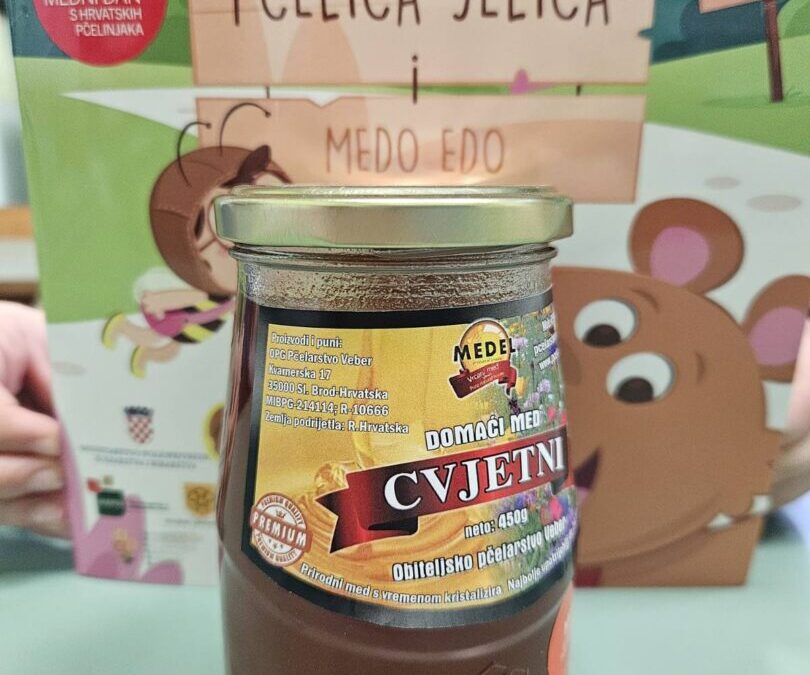 MEDNI DAN
S HRVATSKIH
PČELINJAKA
PČELICA JELICA
i
MEDO EDO
Proizvodi i puni:
OPG Pčelarstvo Veber
Kvarnerska 17
35000 Sl. Brod-Hrvatska
MIBPG-214114; R-10666
Zemlja podrijetla: R.Hrvatska
MEDEL
DOMAĆI MED
CVJETNI
neto: 450g
Obiteljsko pčelarstvo Veber
PREMIUM
Prirodni med s vremenom kristalizira Najbolje